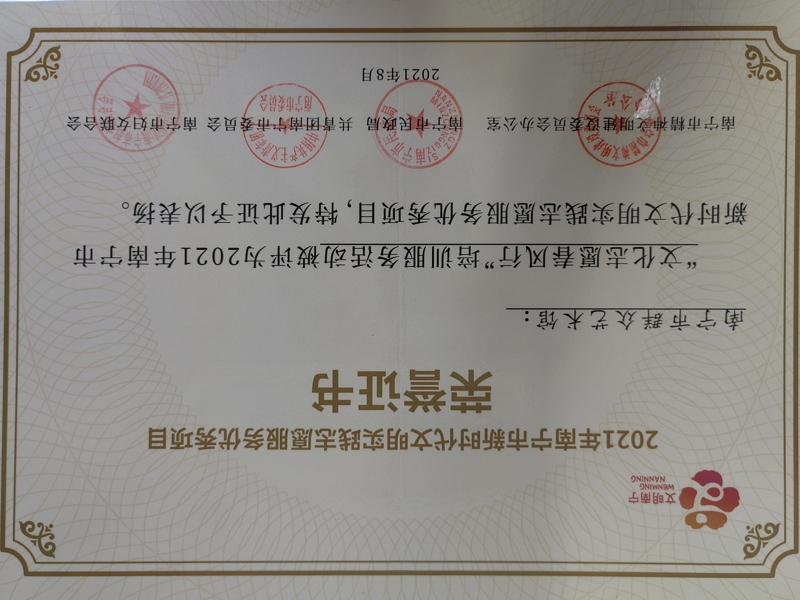 文明南宁
WENMING
NANNING
2021年南宁市新时代文明实践志愿服务优秀项目
荣誉证书
南宁市群众艺术馆：
“文化志愿春风行”培训服务活动被评为2021年南宁市
新时代文明实践志愿服务优秀项目，特发此证予以表扬。
南宁市精神文明建设委员会办公室 南宁市民政局 共青团南宁市委员会 南宁市妇女联合会
2021年8月